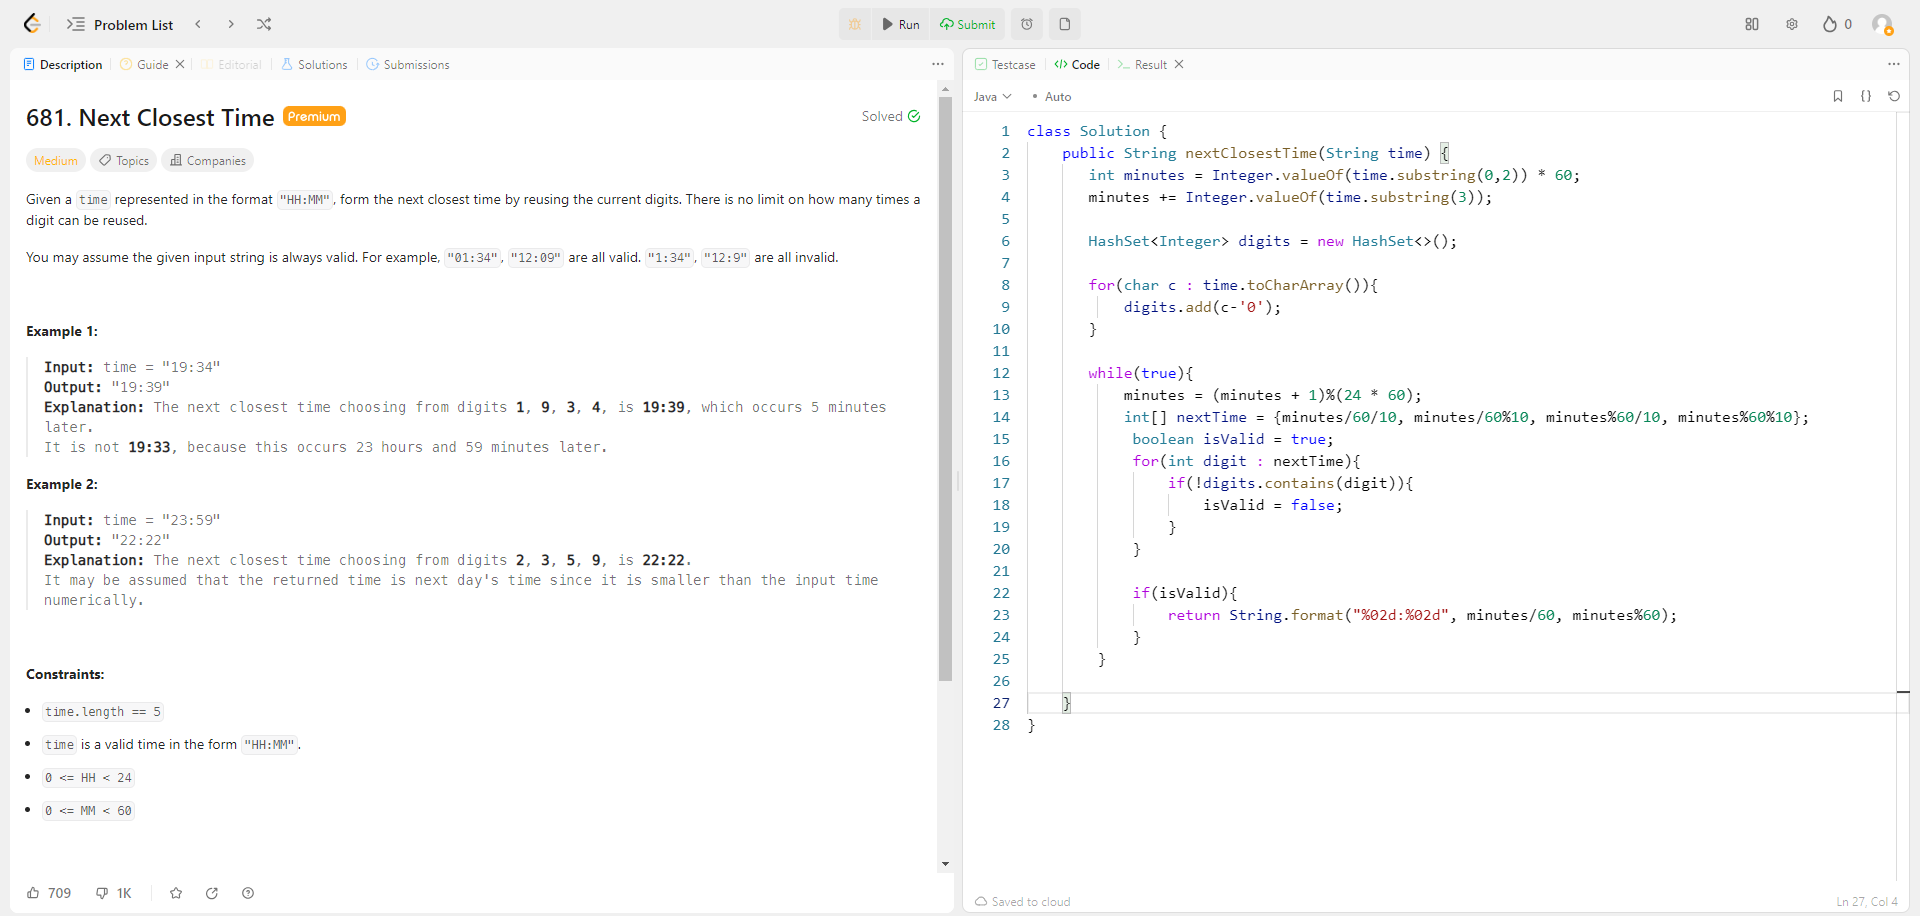 Problem List
Run
Submit
0
Description
Guide
Editorial
Solutions
Submissions
681. Next Closest Time
Premium
Solved
Medium
Topics
Companies
Given a time represented in the format "HH:MM", form the next closest time by reusing the current digits. There is no limit on how many times a
digit can be reused.
You may assume the given input string is always valid. For example, "01:34", "12:09" are all valid. "1:34", "12:9" are all invalid.
Example 1:
Input: time = "19:34"
Output: "19:39"
Explanation: The next closest time choosing from digits 1, 9, 3, 4, is 19:39, which occurs 5 minutes
later.
It is not 19:33, because this occurs 23 hours and 59 minutes later.
Example 2:
Input: time = "23:59"
Output: "22:22"
Explanation: The next closest time choosing from digits 2, 3, 5, 9, is 22:22.
It may be assumed that the returned time is next day's time since it is smaller than the input time
numerically.
Constraints:
• time.length == 5
• time is a valid time in the form "HH:MM".
• 0 <= HH < 24
• 0 <= MM < 60
709
1K
Testcase
Code
Result
Java
• Auto
1 class Solution {
2 public String nextClosestTime(String time) {
3 int minutes = Integer.valueOf(time.substring(0,2)) * 60;
4 minutes += Integer.valueOf(time.substring(3));
5
6 HashSet<Integer> digits = new HashSet<>();
7
8 for(char c : time.toCharArray()){
9 digits.add(c-'0');
10 }
11
12 while(true){
13 minutes = (minutes + 1)%(24 * 60);
14 int[] nextTime = {minutes/60/10, minutes/60%10, minutes%60/10, minutes%60%10};
15 boolean isValid = true;
16 for(int digit : nextTime){
17 if(!digits.contains(digit)){
18 isValid = false;
19 }
20 }
21
22 if(isValid){
23 return String.format("%02d:%02d", minutes/60, minutes%60);
24 }
25 }
26
27 }
28 }
Saved to cloud
Ln 27, Col 4